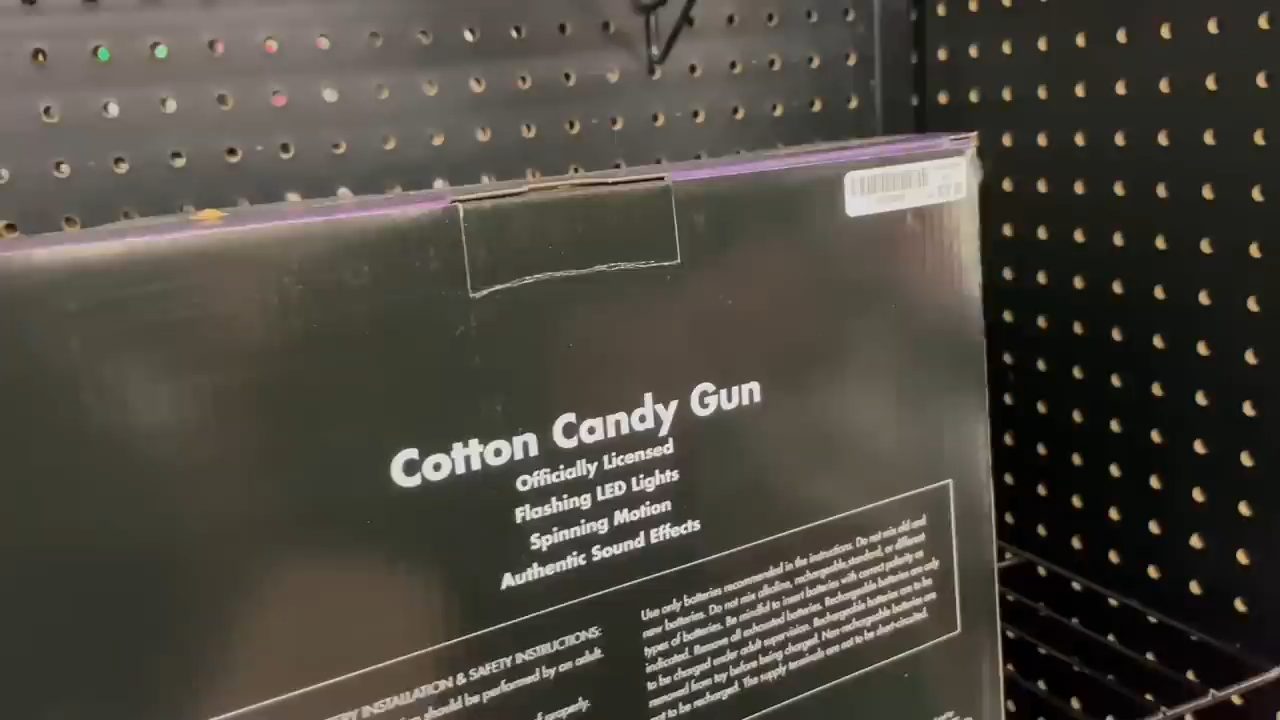 Cotton Candy Gun
Officially Licensed
Flashing LED Lights
Spinning Motion
Authentic Sound Effects
INSTALLATION & SAFETY INSTRUCTIONS:
should be performed by an adult.
properly.
Use only batteries recommended in the instructions. Do not mix old and
new batteries. Do not mix alkaline, rechargeable,standard, or different
types of batteries. Be mindful to insert batteries with correct polarity as
indicated. Remove all exhausted batteries. Rechargeable batteries are only
to be charged under adult supervision. Rechargeable batteries are to be
removed from toy before being charged. Non-rechargeable batteries are
not to be recharged. The supply terminals are not to be short-circuited.